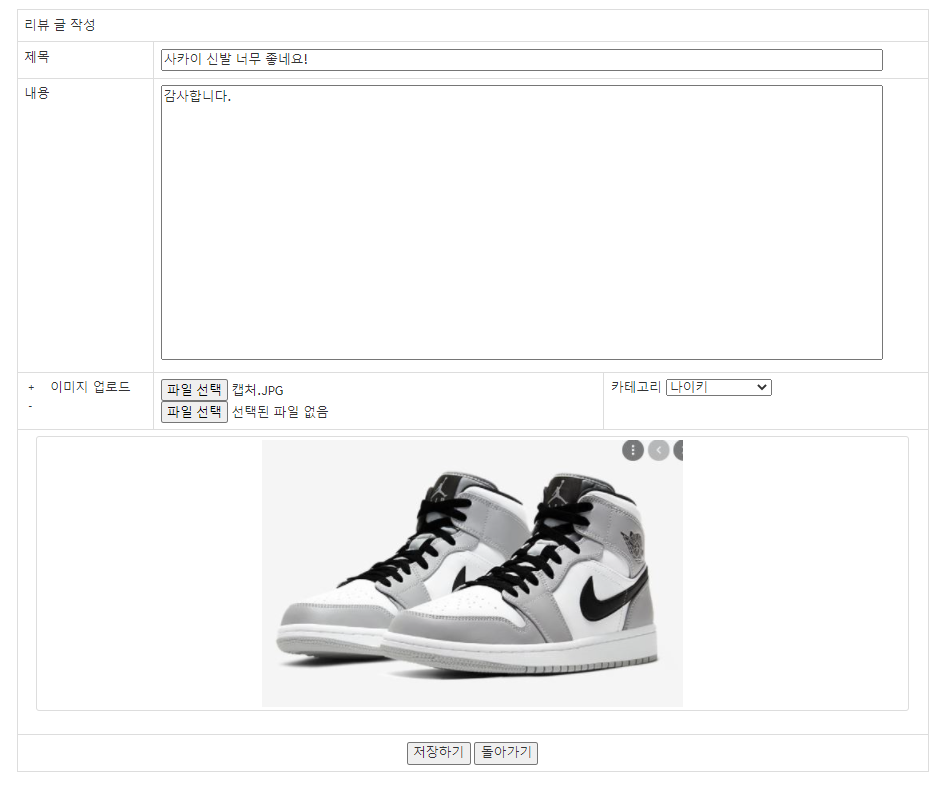 리뷰 글 작성
제목
사카이 신발 너무 좋네요!
내용
감사합니다.
+ 이미지 업로드
-
파일 선택 캡처.JPG
파일 선택 선택된 파일 없음
카테고리 나이키
저장하기 돌아가기